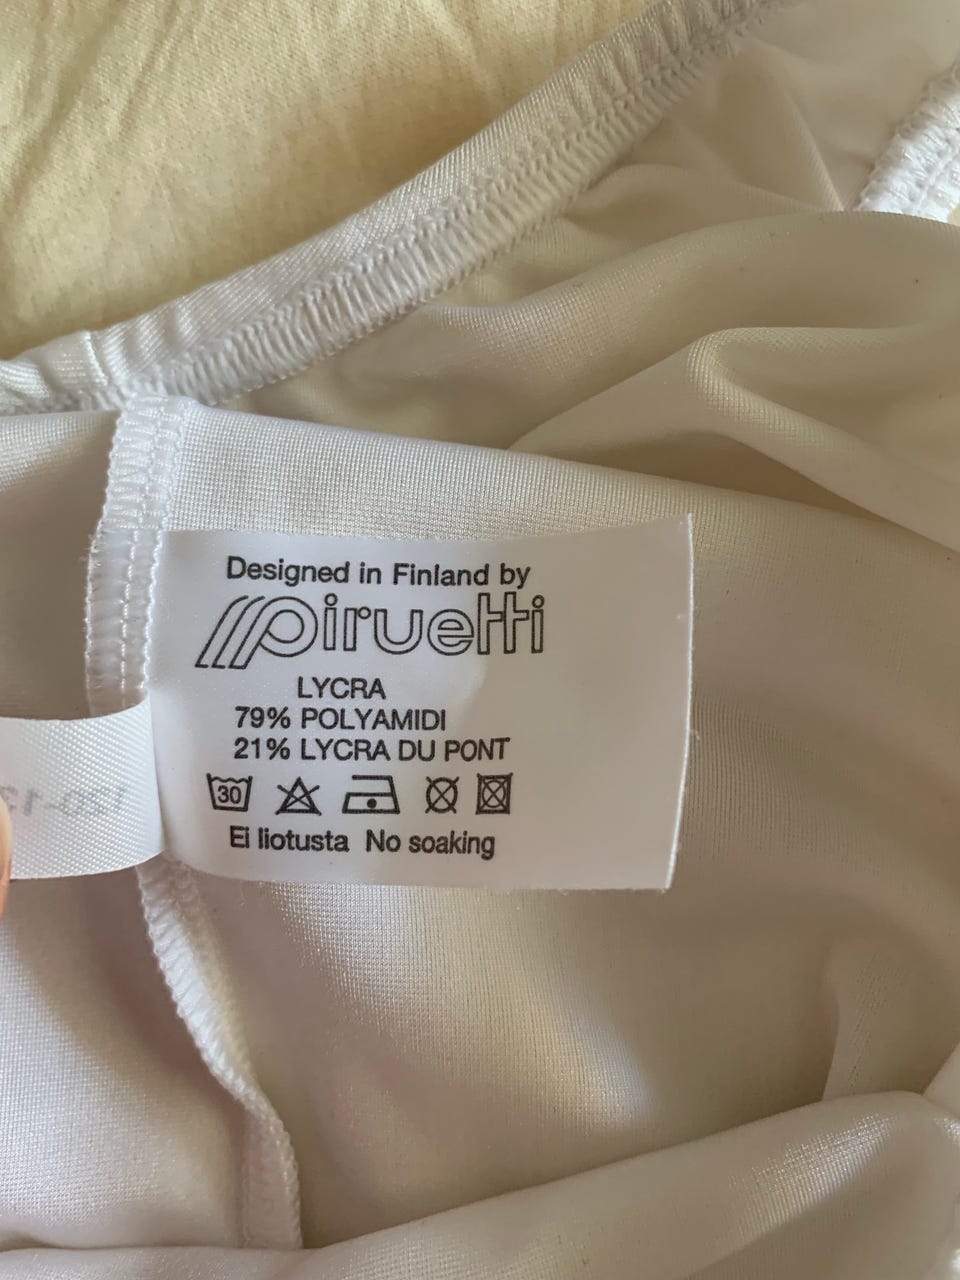 Designed in Finland by
piruetti
LYCRA
79% POLYAMIDI
21% LYCRA DU PONT
30
Ei liotusta No soaking